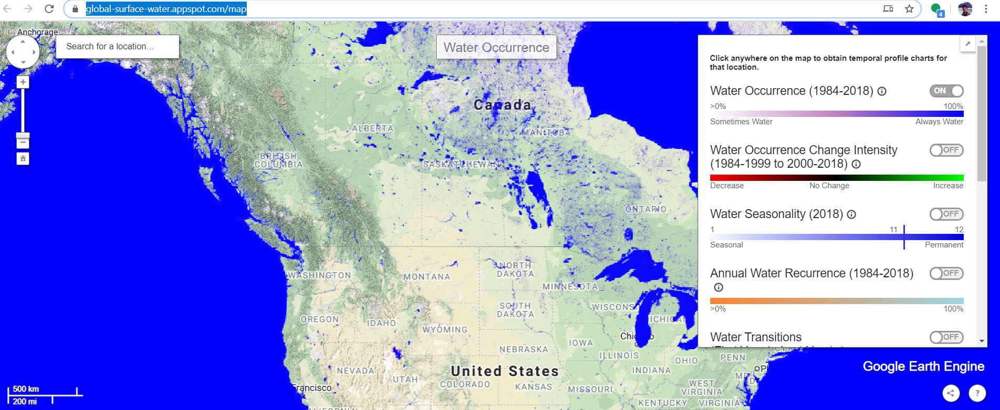 global-surface-water.appspot.com/map
4
Anchorage
Search for a location...
Water Occurrence
Canada
ALBERTA
MANITOBA
BRITISH
COLUMBIA
SASKATCHEWAN
ONTARIO
WASHINGTON
MONTANA
NORTH
DAKOTA
MINNESOTA
SOUTH
DAKOTA
WISCONS
ICHIGA
OREGON
IDAHO
WYOMING
IOWA
NEBRASKA
ILLINOIS
OHIO
PENN
NEVADA
UTAH
United States
COLORADO
KANSAS
MISSOURI
INDIANA
WEST
VIRGINIA
KENTUCKY
VIRGINIA
MD
D
Francisco
500 km
200 mi
Click anywhere on the map to obtain temporal profile charts for
that location.
Water Occurrence (1984-2018)
ON
>0% 100%
Sometimes Water Always Water
Water Occurrence Change Intensity
(1984-1999 to 2000-2018)
OFF
Decrease No Change Increase
Water Seasonality (2018)
OFF
1 11 12
Seasonal Permanent
Annual Water Recurrence (1984-2018)
OFF
>0% 100%
Water Transitions
OFF
Google Earth Engine
?